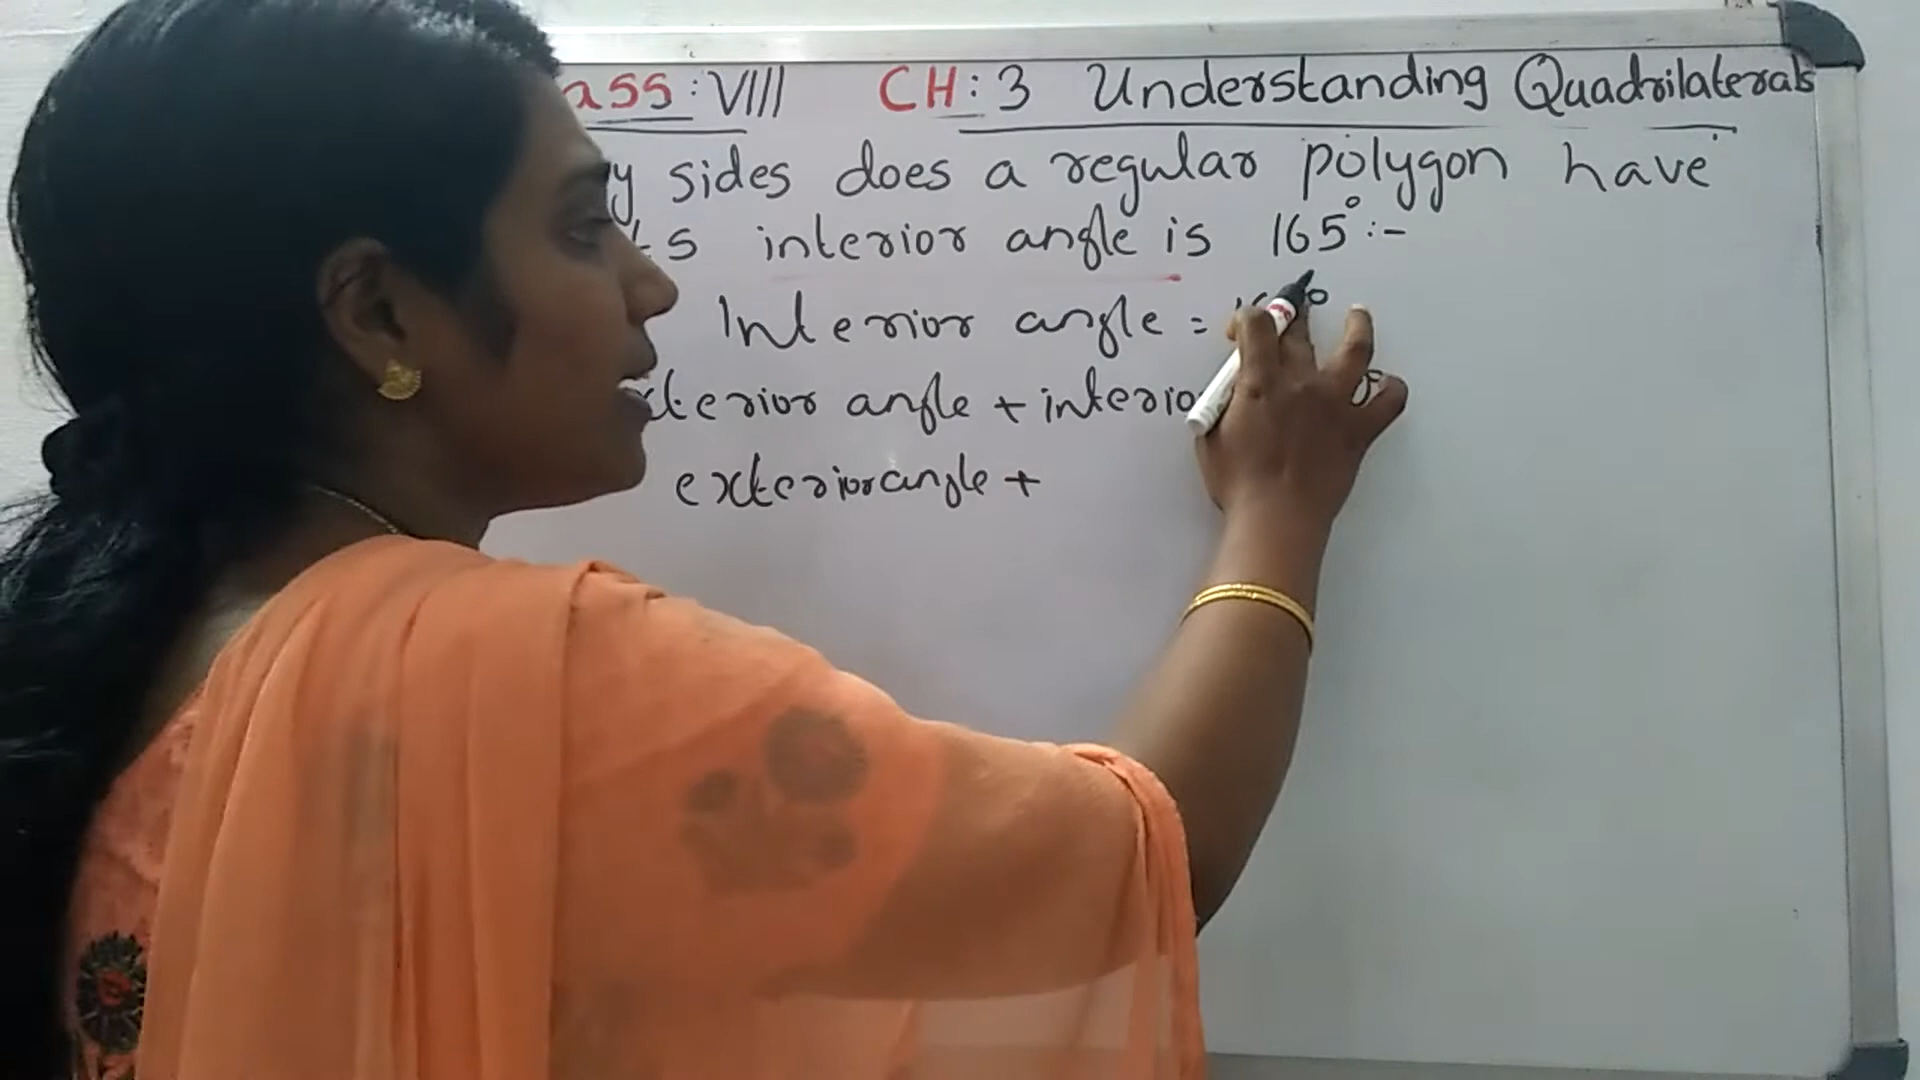 ass : VIII CH : 3 Understanding Quadrilaterals
y sides does a regular polygon have
ts interior angle is 165° :-
Interior angle =
exterior angle + interior
exterior angle +